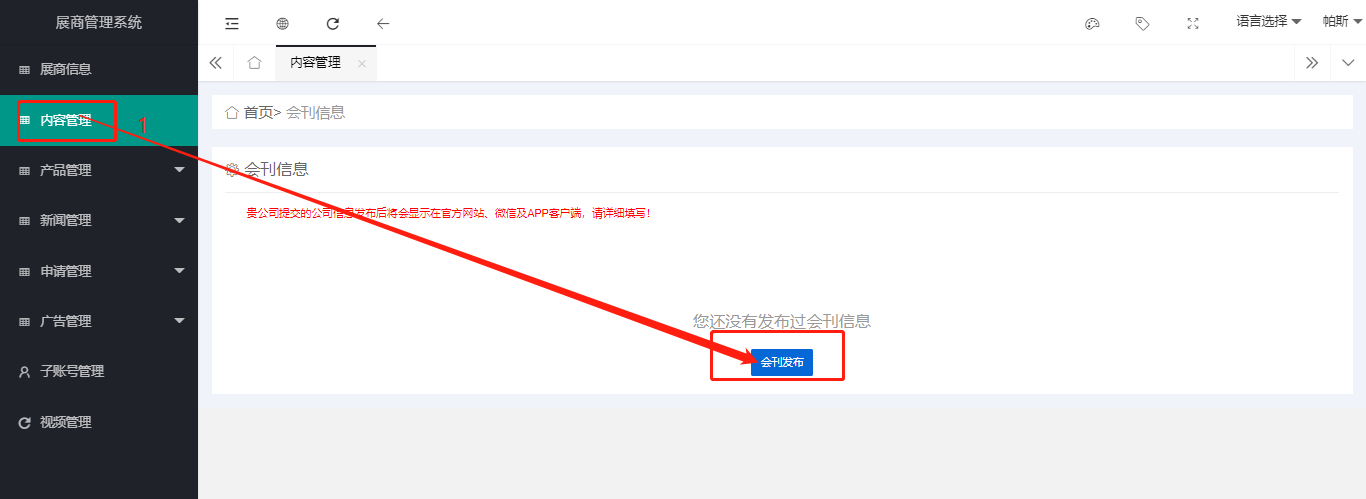 展商管理系统
语言选择
帕斯
内容管理
展商信息
内容管理
1
产品管理
新闻管理
申请管理
广告管理
子账号管理
视频管理
首页> 会刊信息
会刊信息
贵公司提交的公司信息发布后将会显示在官方网站、微信及APP客户端，请详细填写！
您还没有发布过会刊信息
会刊发布